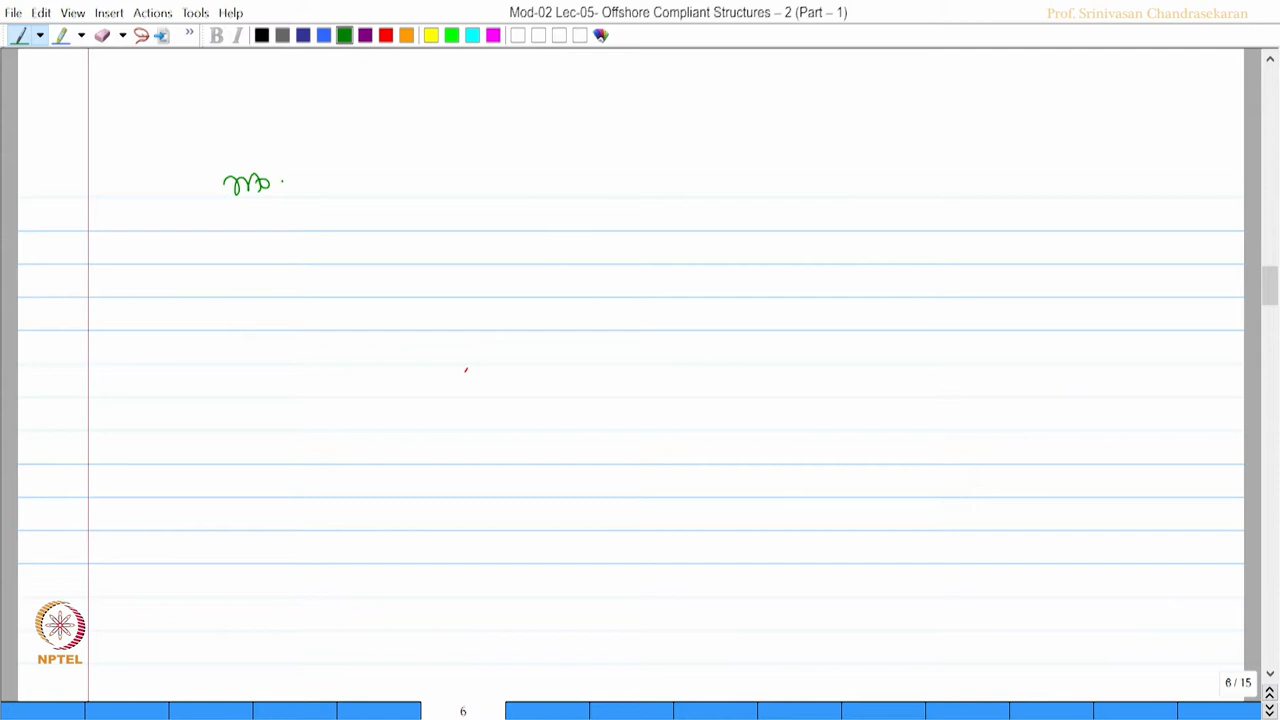 File Edit View Insert Actions Tools Help
Mod-02 Lec-05- Offshore Compliant Structures – 2 (Part – 1)
Prof. Srinivasan Chandrasekaran
» B I
mo
NPTEL
6 / 15
6